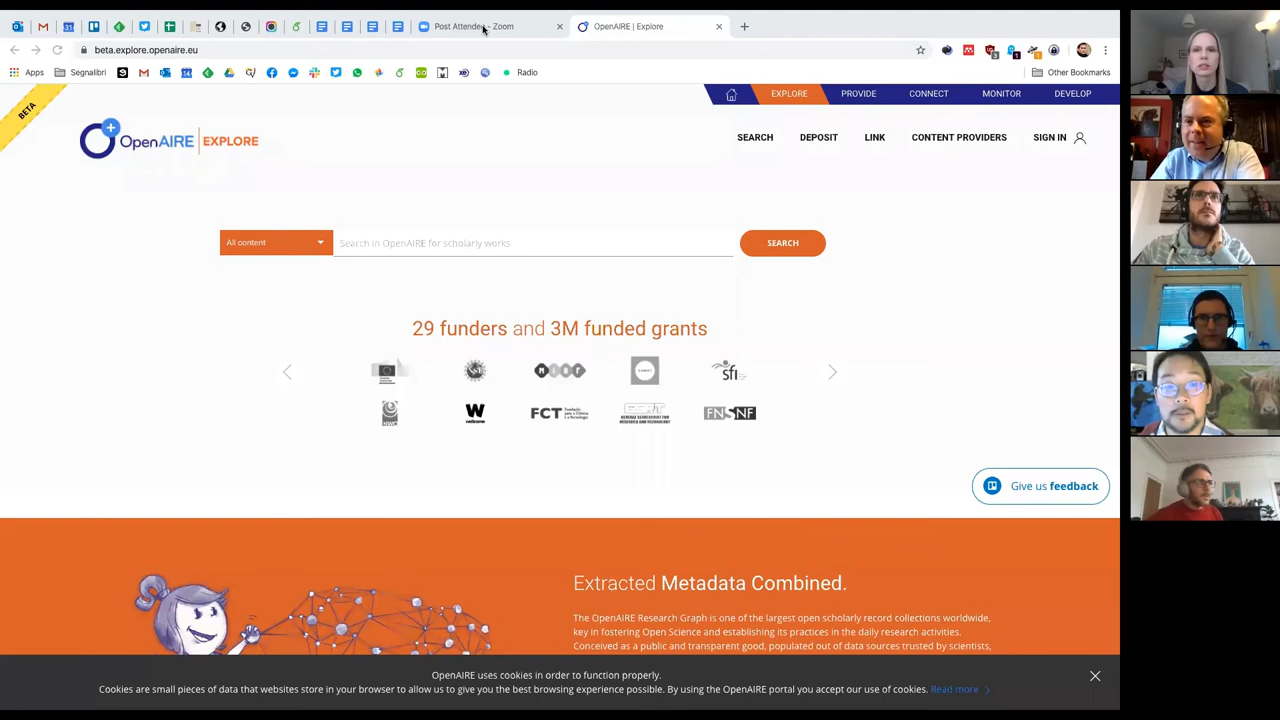 Post Attendee - Zoom
OpenAIRE | Explore
beta.explore.openaire.eu
Apps
Segnalibri
Radio
Other Bookmarks
BETA
EXPLORE
PROVIDE
CONNECT
MONITOR
DEVELOP
OpenAIRE | EXPLORE
SEARCH
DEPOSIT
LINK
CONTENT PROVIDERS
SIGN IN
All content
Search in OpenAIRE for scholarly works
SEARCH
29 funders and 3M funded grants
sfi
W
wellcome
FCT
FNSNF
Give us feedback
Extracted Metadata Combined.
The OpenAIRE Research Graph is one of the largest open scholarly record collections worldwide,
key in fostering Open Science and establishing its practices in the daily research activities.
Conceived as a public and transparent good, populated out of data sources trusted by scientists,
OpenAIRE uses cookies in order to function properly.
Cookies are small pieces of data that websites store in your browser to allow us to give you the best browsing experience possible. By using the OpenAIRE portal you accept our use of cookies. Read more